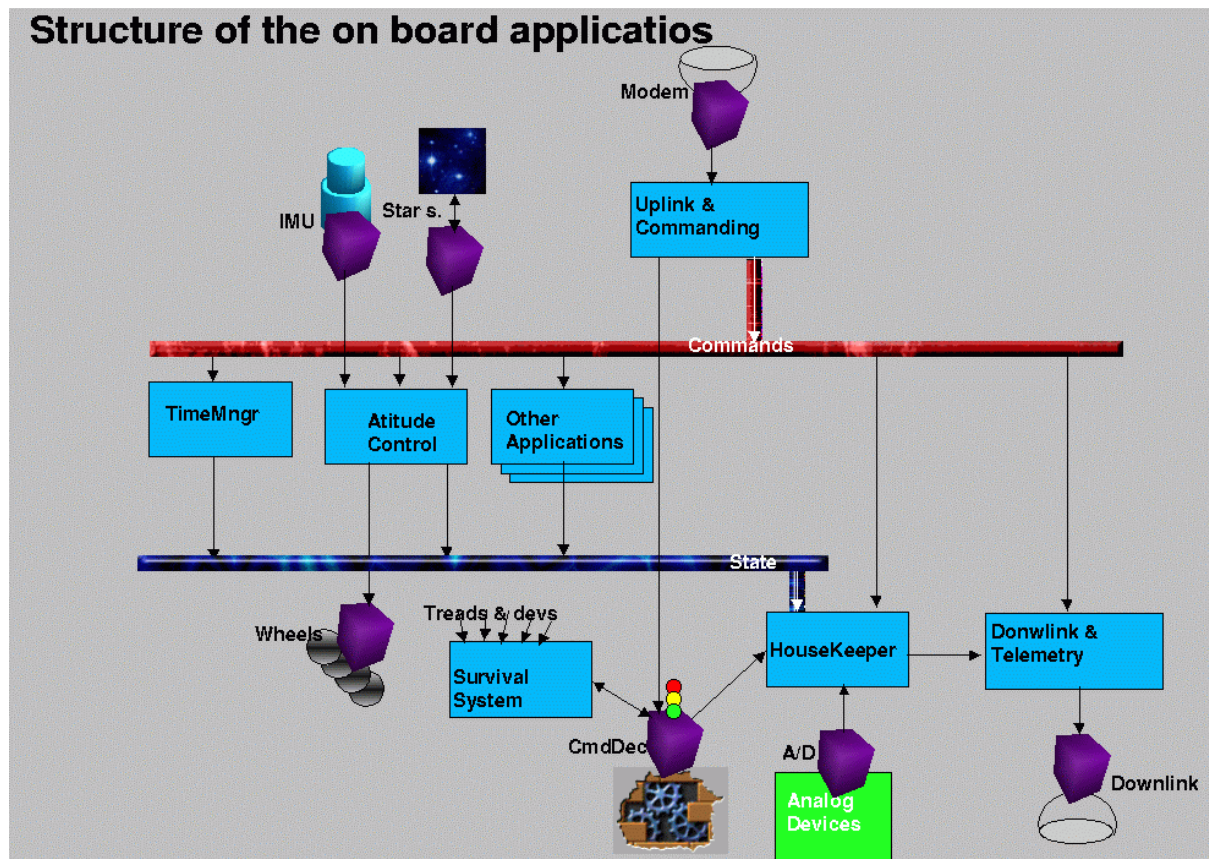 Structure of the on board applicatios
Modem
Uplink &
Commanding
Star s.
IMU
Commands
TimeMngr
Atitude
Control
Other
Applications
State
Treads & devs
Wheels
Survival
System
HouseKeeper
Donwlink &
Telemetry
CmdDec
A/D
Analog
Devices
Downlink